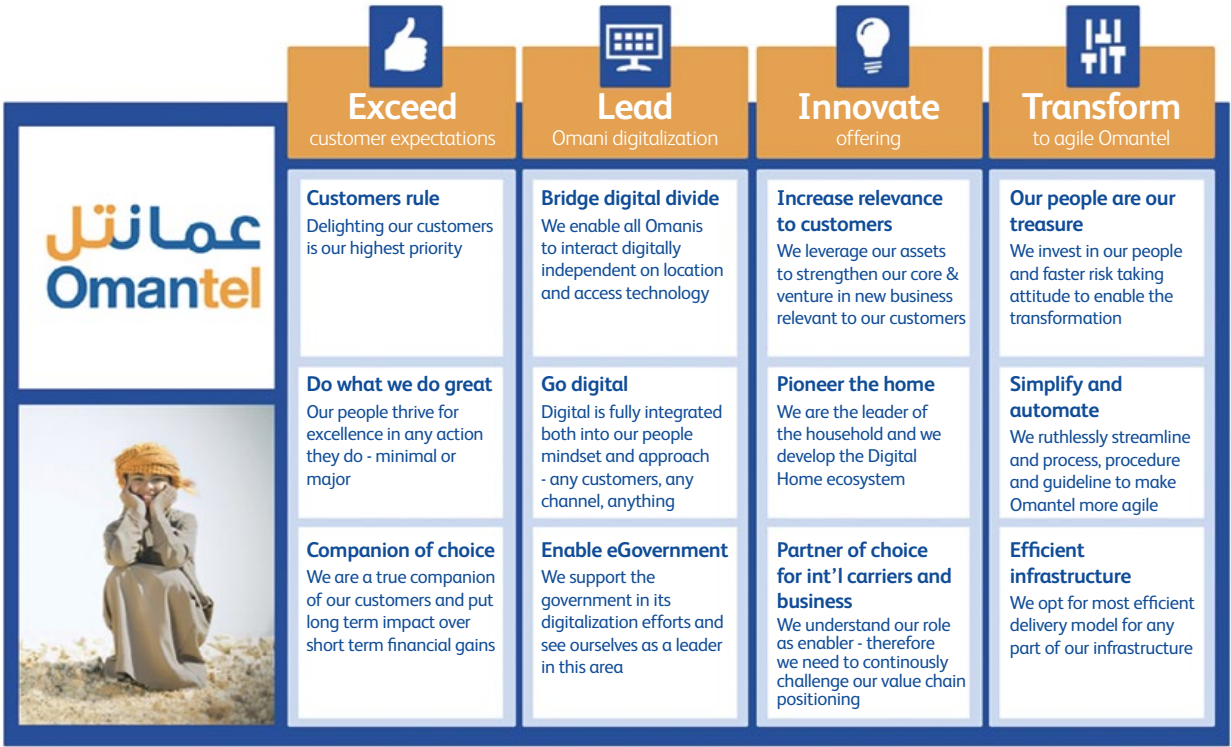 عمانتل
Omantel
Exceed
customer expectations
Customers rule
Delighting our customers
is our highest priority
Do what we do great
Our people thrive for
excellence in any action
they do - minimal or
major
Companion of choice
We are a true companion
of our customers and put
long term impact over
short term financial gains
Lead
Omani digitalization
Bridge digital divide
We enable all Omanis
to interact digitally
independent on location
and access technology
Go digital
Digital is fully integrated
both into our people
mindset and approach
- any customers, any
channel, anything
Enable eGovernment
We support the
government in its
digitalization efforts and
see ourselves as a leader
in this area
Innovate
offering
Increase relevance
to customers
We leverage our assets
to strengthen our core &
venture in new business
relevant to our customers
Pioneer the home
We are the leader of
the household and we
develop the Digital
Home ecosystem
Partner of choice
for int'l carriers and
business
We understand our role
as enabler - therefore
we need to continously
challenge our value chain
positioning
Transform
to agile Omantel
Our people are our
treasure
We invest in our people
and faster risk taking
attitude to enable the
transformation
Simplify and
automate
We ruthlessly streamline
and process, procedure
and guideline to make
Omantel more agile
Efficient
infrastructure
We opt for most efficient
delivery model for any
part of our infrastructure